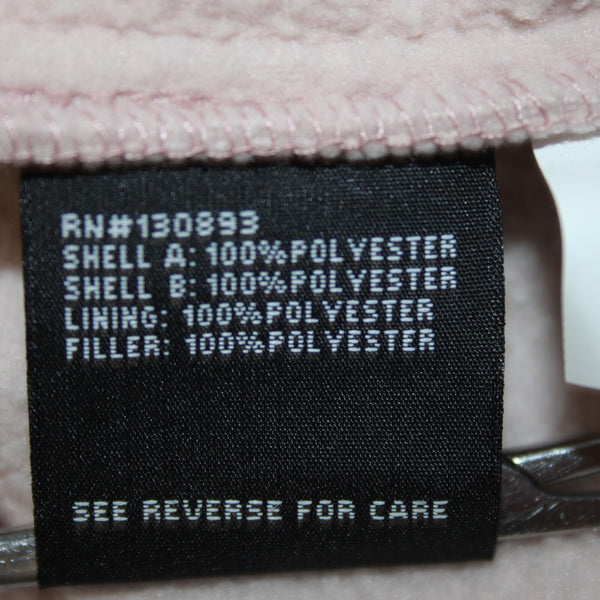 RN#130893
SHELL A: 100%POLYESTER
SHELL B: 100%POLYESTER
LINING: 100%POLYESTER
FILLER: 100%POLYESTER
SEE REVERSE FOR CARE